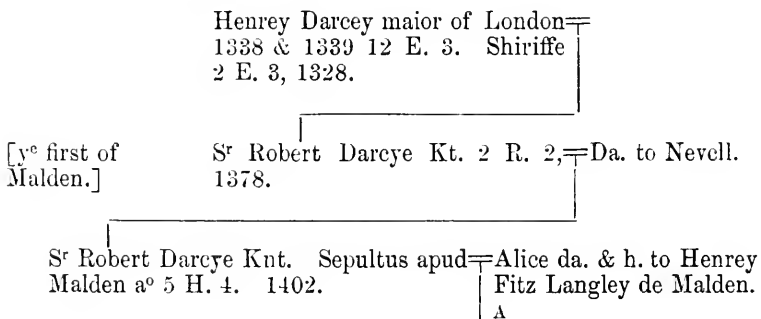 Henrey Darcey maior of London
1338 & 1339 12 E. 3. Shiriffe
2 E. 3, 1328.
[yᵉ first of
Malden.]
Sʳ Robert Darcye Kt. 2 R. 2,
1378.
Da. to Nevell.
Sʳ Robert Darcye Knt. Sepultus apud
Malden aº 5 H. 4. 1402.
Alice da. & h. to Henrey
Fitz Langley de Malden.
A